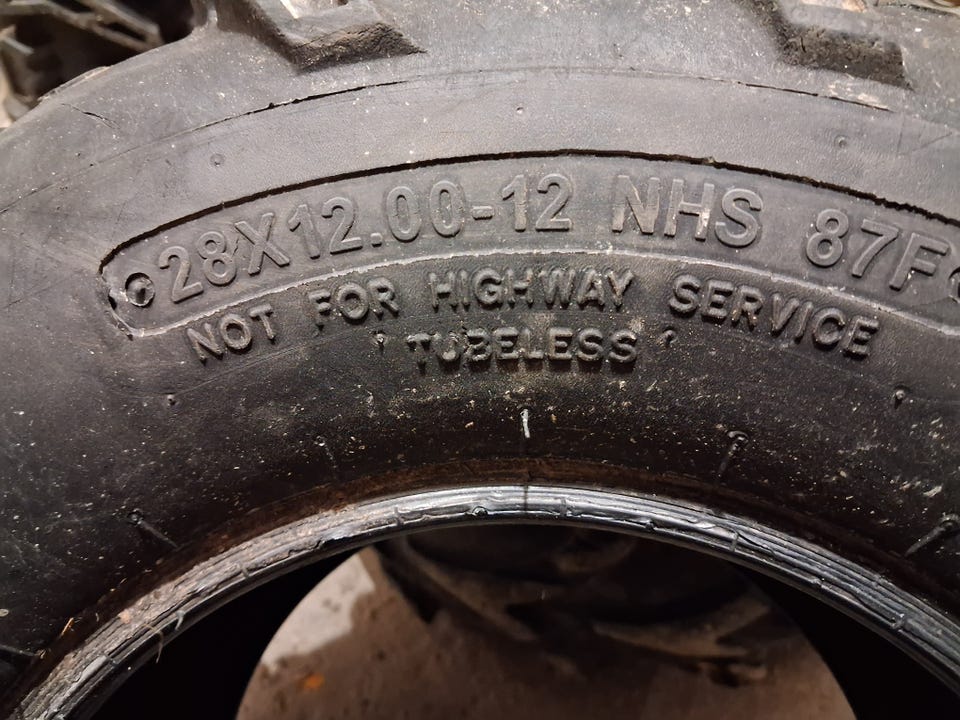 28X12.00-12 NHS 87F
NOT FOR HIGHWAY SERVICE
TUBELESS